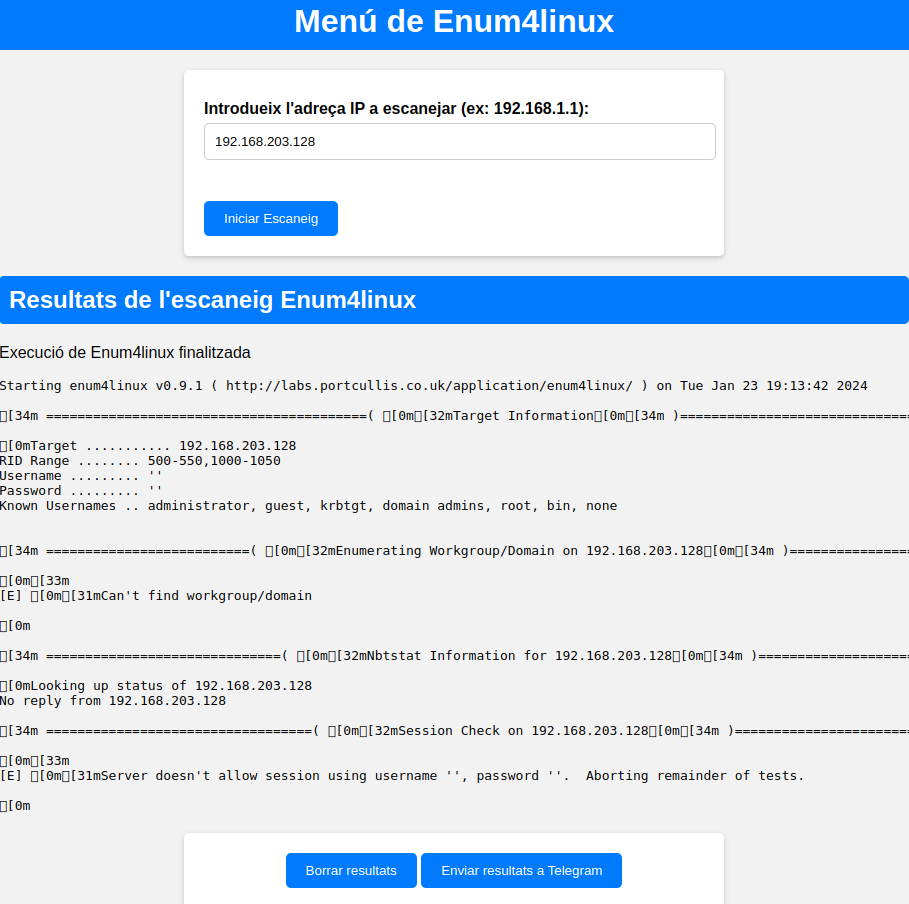 Menú de Enum4linux
Introdueix l'adreça IP a escanejar (ex: 192.168.1.1):
192.168.203.128
Iniciar Escaneig
Resultats de l'escaneig Enum4linux
Execució de Enum4linux finalitzada
Starting enum4linux v0.9.1 ( http://labs.portcullis.co.uk/application/enum4linux/ ) on Tue Jan 23 19:13:42 2024
[34m =========================================( [0m[32mTarget Information[0m[34m )=============================
[0mTarget ........... 192.168.203.128
RID Range ........ 500-550,1000-1050
Username ......... ''
Password ......... ''
Known Usernames .. administrator, guest, krbtgt, domain admins, root, bin, none
[34m ==========================( [0m[32mEnumerating Workgroup/Domain on 192.168.203.128[0m[34m )===============
[0m[33m
[E] [0m[31mCan't find workgroup/domain
[0m
[34m ==============================( [0m[32mNbtstat Information for 192.168.203.128[0m[34m )===================
[0mLooking up status of 192.168.203.128
No reply from 192.168.203.128
[34m ==================================( [0m[32mSession Check on 192.168.203.128[0m[34m )======================
[0m[33m
[E] [0m[31mServer doesn't allow session using username '', password ''.  Aborting remainder of tests.
[0m
Borrar resultats
Enviar resultats a Telegram